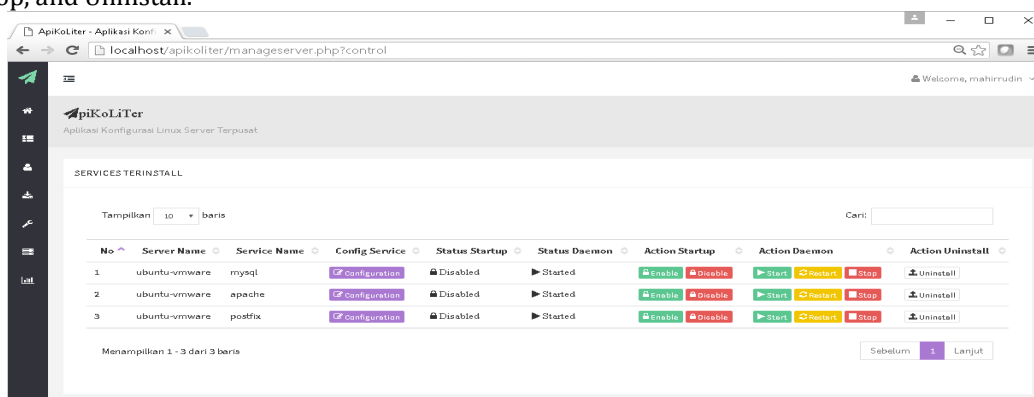 op, and Uninstall.
ApiKoLiter - Aplikasi Konfi
localhost/apikoliter/manageserver.php?control
Welcome, mahirrudin
ApiKoLiTer
Aplikasi Konfigurasi Linux Server Terpusat
SERVICES TERINSTALL
Tampilkan 10 baris Cari:
No Server Name Service Name Config Service Status Startup Status Daemon Action Startup Action Daemon Action Uninstall
1 ubuntu-vmware mysql Configuration Disabled Started Enable Disable Start Restart Stop Uninstall
2 ubuntu-vmware apache Configuration Disabled Started Enable Disable Start Restart Stop Uninstall
3 ubuntu-vmware postfix Configuration Disabled Started Enable Disable Start Restart Stop Uninstall
Menampilkan 1 - 3 dari 3 baris Sebelum 1 Lanjut